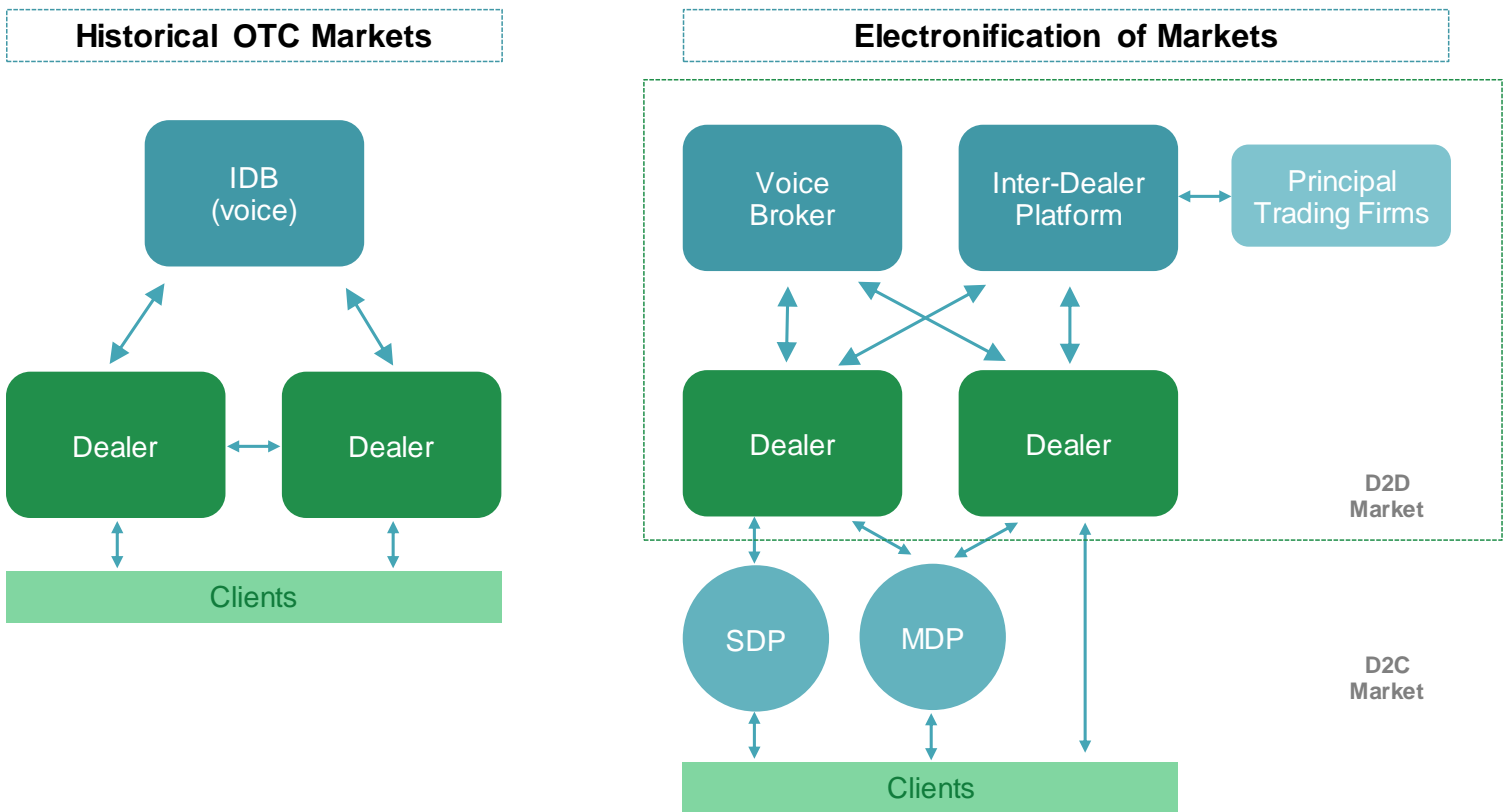 Historical OTC Markets
IDB
(voice)
Dealer
Dealer
Clients
Electronification of Markets
Voice
Broker
Inter-Dealer
Platform
Principal
Trading Firms
Dealer
Dealer
D2D
Market
SDP
MDP
D2C
Market
Clients